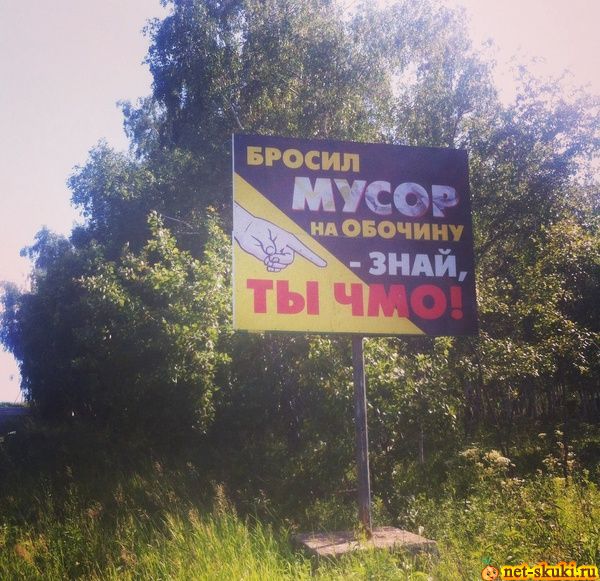 БРОСИЛ
МУСОР
НА ОБОЧИНУ
- ЗНАЙ,
ТЫ ЧМО!
net-skuki.ru